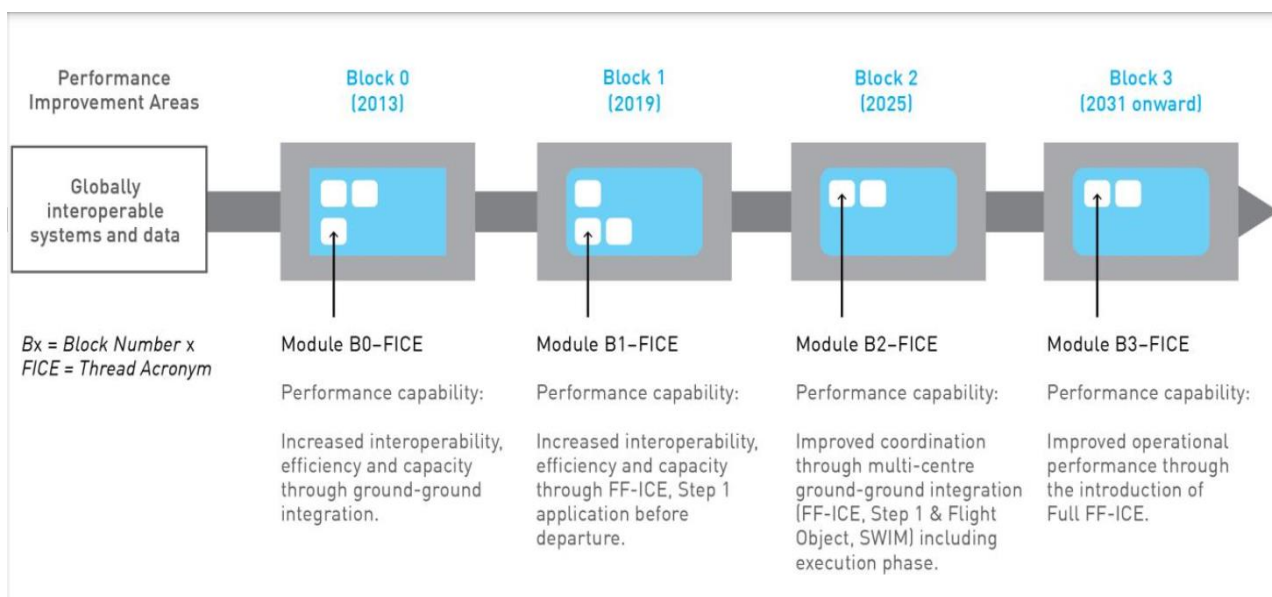 Performance
Improvement Areas
Block 0
(2013)
Block 1
(2019)
Block 2
(2025)
Block 3
(2031 onward)
Globally
interoperable
systems and data
Bx = Block Number x
FICE = Thread Acronym
Module B0–FICE
Performance capability:
Increased interoperability,
efficiency and capacity
through ground-ground
integration.
Module B1–FICE
Performance capability:
Increased interoperability,
efficiency and capacity
through FF-ICE, Step 1
application before
departure.
Module B2–FICE
Performance capability:
Improved coordination
through multi-centre
ground-ground integration
(FF-ICE, Step 1 & Flight
Object, SWIM) including
execution phase.
Module B3–FICE
Performance capability:
Improved operational
performance through
the introduction of
Full FF-ICE.